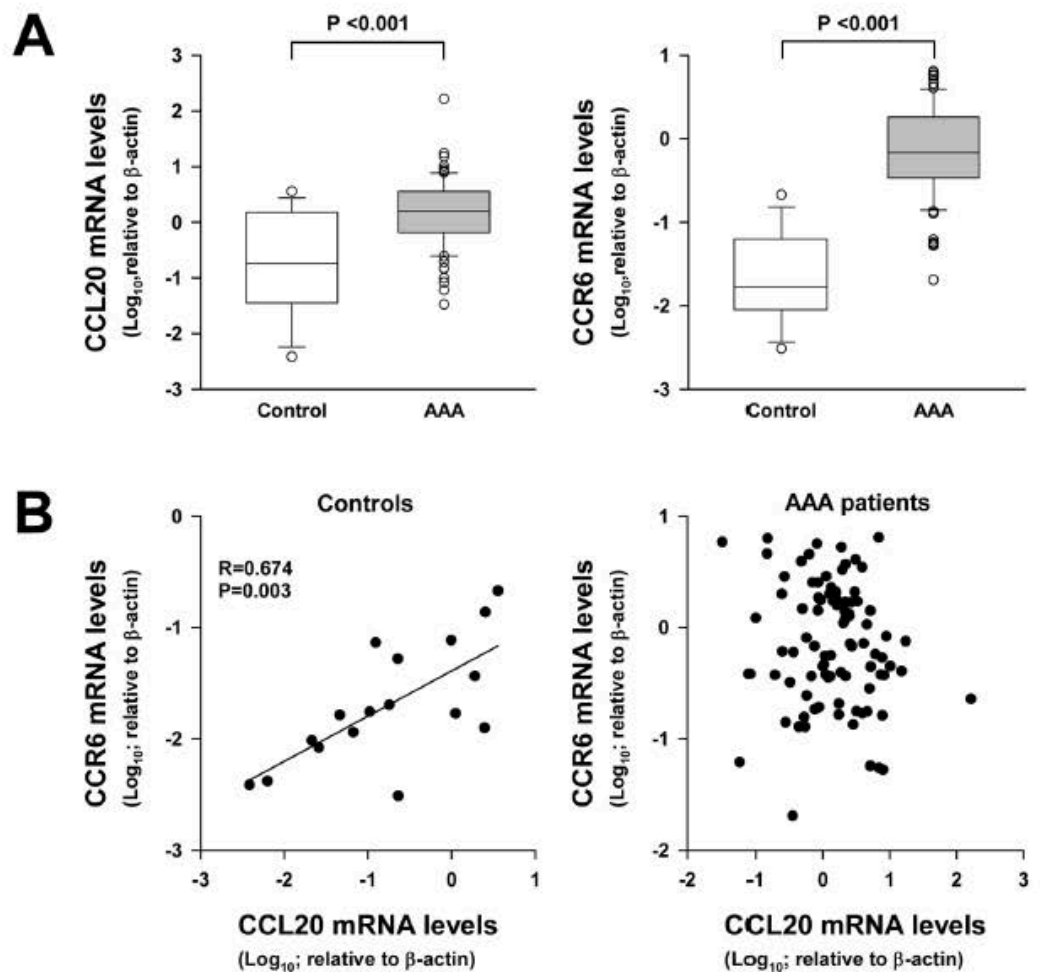 A
P <0.001
CCL20 mRNA levels
(Log₁₀,relative to β-actin)
3
2
1
0
-1
-2
-3
Control
AAA
P <0.001
CCR6 mRNA levels
(Log₁₀,relative to β-actin)
1
0
-1
-2
-3
Control
AAA
B
Controls
R=0.674
P=0.003
CCR6 mRNA levels
(Log₁₀; relative to β-actin)
0
-1
-2
-3
-3
-2
-1
0
1
CCL20 mRNA levels
(Log₁₀; relative to β-actin)
AAA patients
CCR6 mRNA levels
(Log₁₀; relative to β-actin)
1
0
-1
-2
-2
-1
0
1
2
3
CCL20 mRNA levels
(Log₁₀; relative to β-actin)